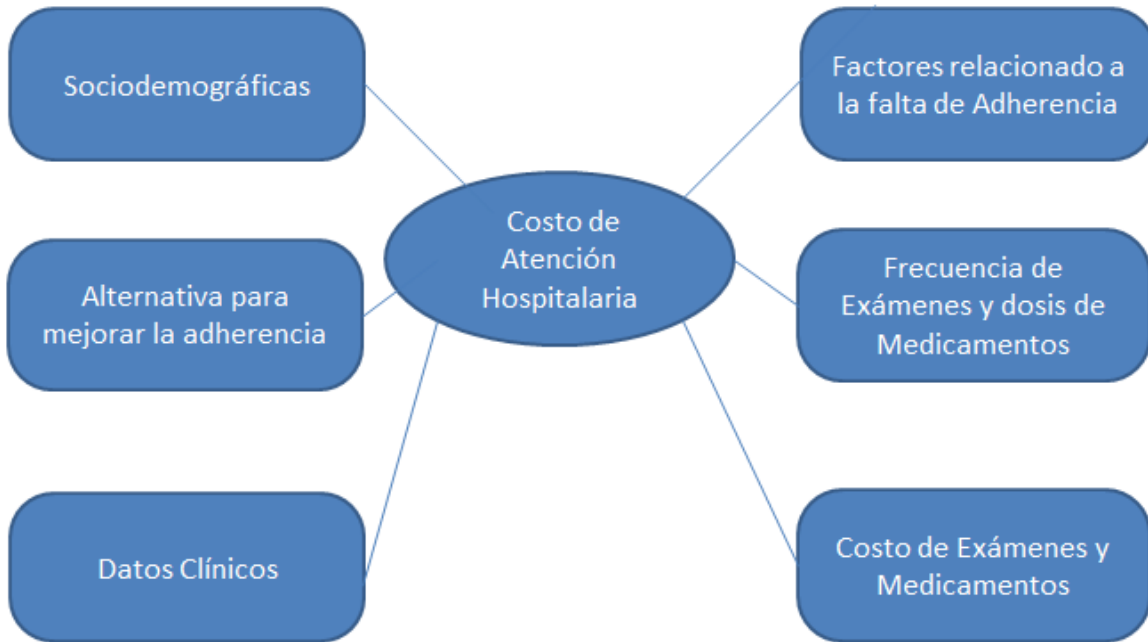 Sociodemográficas
Factores relacionado a
la falta de Adherencia
Costo de
Atención
Hospitalaria
Alternativa para
mejorar la adherencia
Frecuencia de
Exámenes y dosis de
Medicamentos
Datos Clínicos
Costo de Exámenes y
Medicamentos